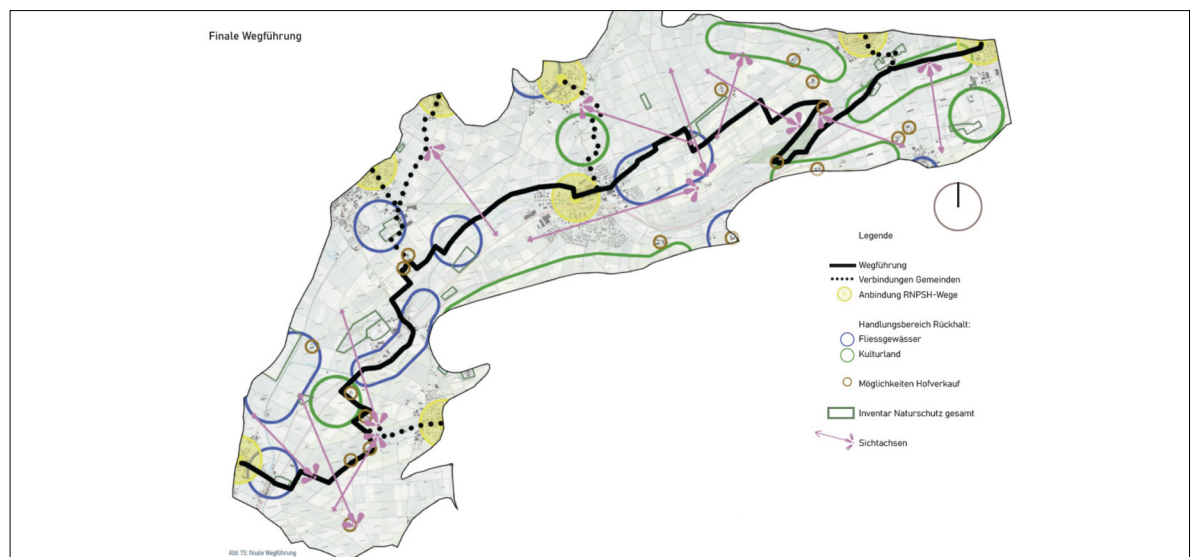 Finale Wegführung
Legende
Wegführung
Verbindungen Gemeinden
Anbindung RNPSH-Wege
Handlungsbereich Rückhalt:
Fliessgewässer
Kulturland
Möglichkeiten Hofverkauf
Inventar Naturschutz gesamt
Sichtachsen
Abb 75: finale Wegführung